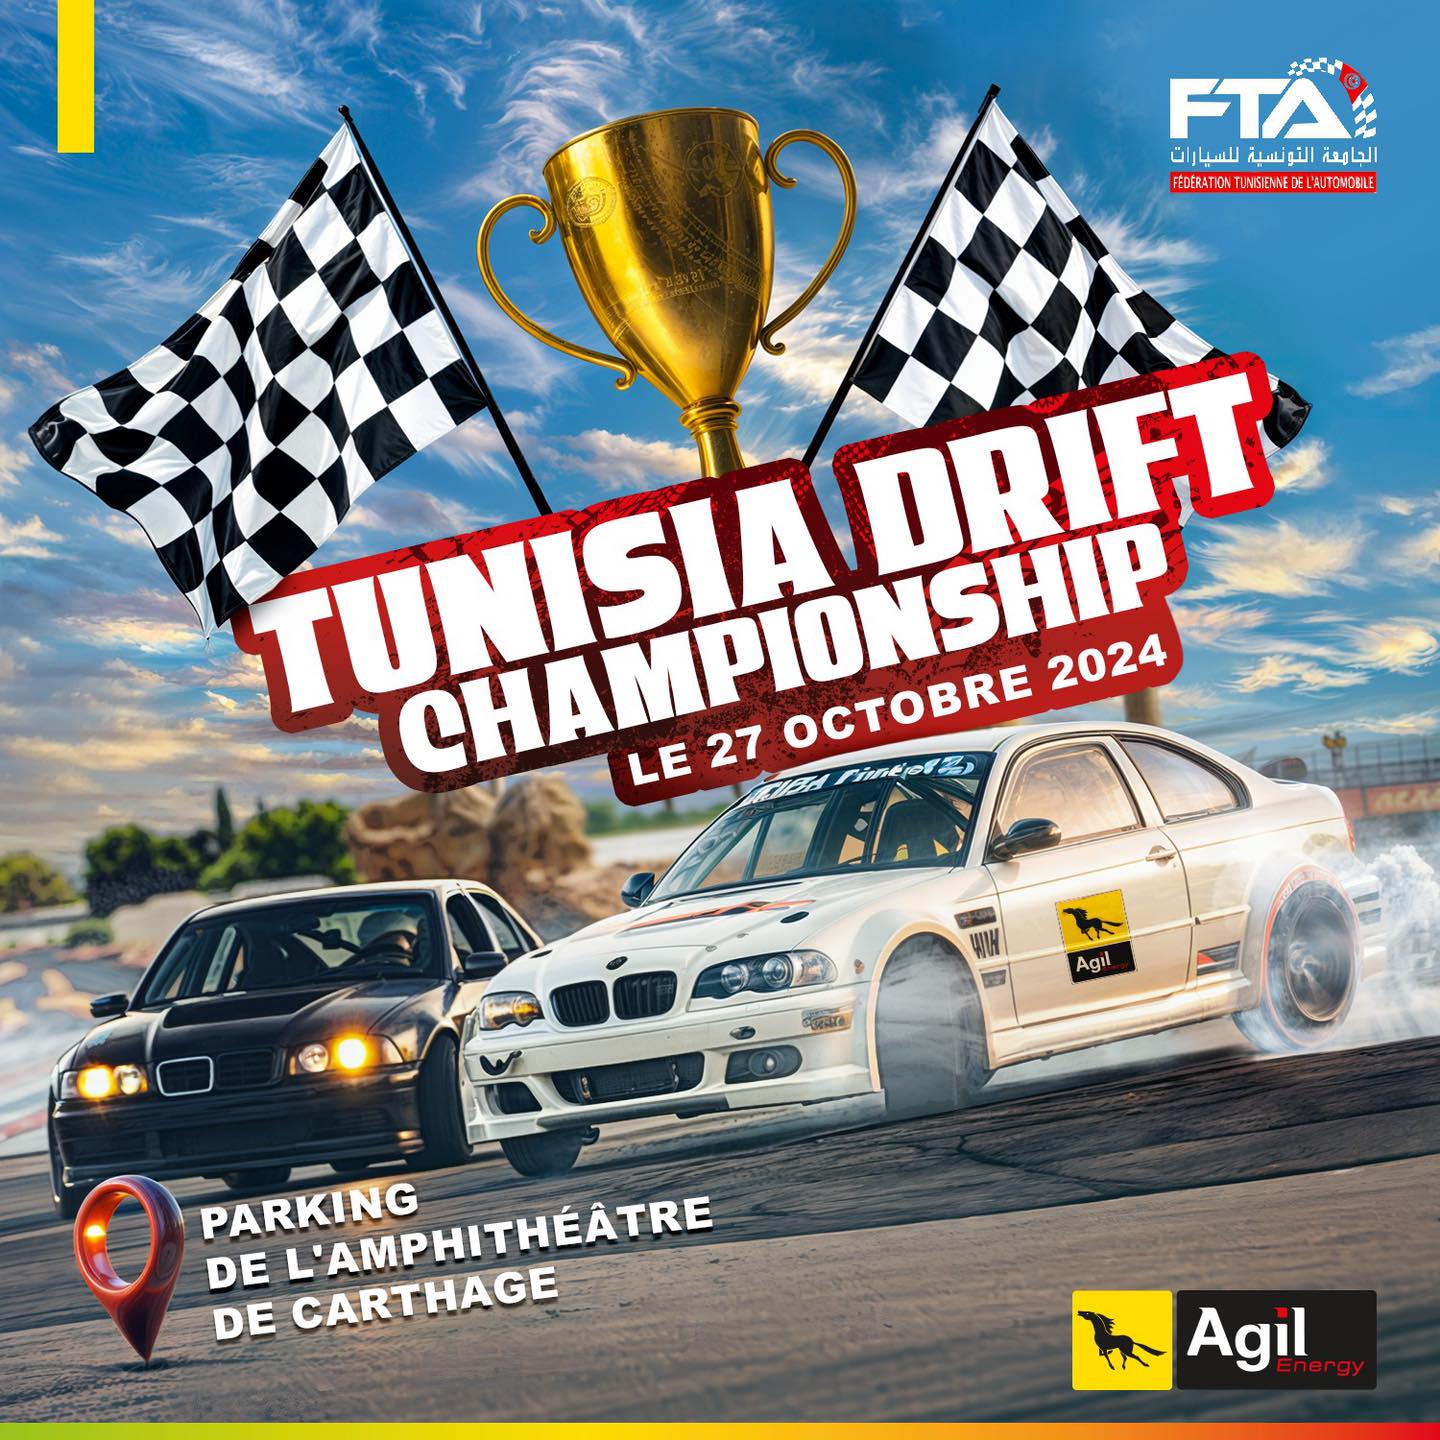 FTA
الجامعة التونسية للسيارات
FÉDÉRATION TUNISIENNE DE L'AUTOMOBILE
TUNISIA DRIFT
CHAMPIONSHIP
LE 27 OCTOBRE 2024
Agil
Energy
PARKING
DE L'AMPHITHÉÂTRE
DE CARTHAGE
Agil
Energy